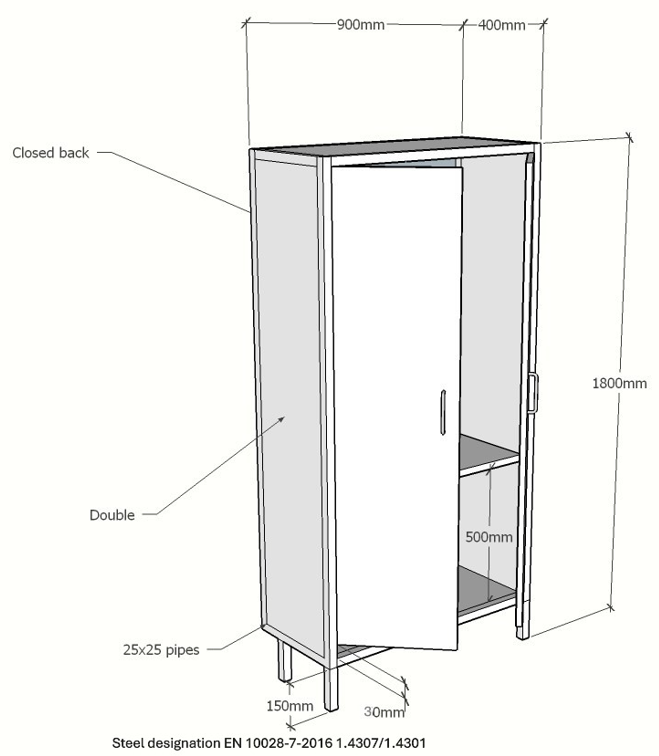 900mm
400mm
Closed back
1800mm
Double
500mm
25x25 pipes
150mm
30mm
Steel designation EN 10028-7-2016 1.4307/1.4301